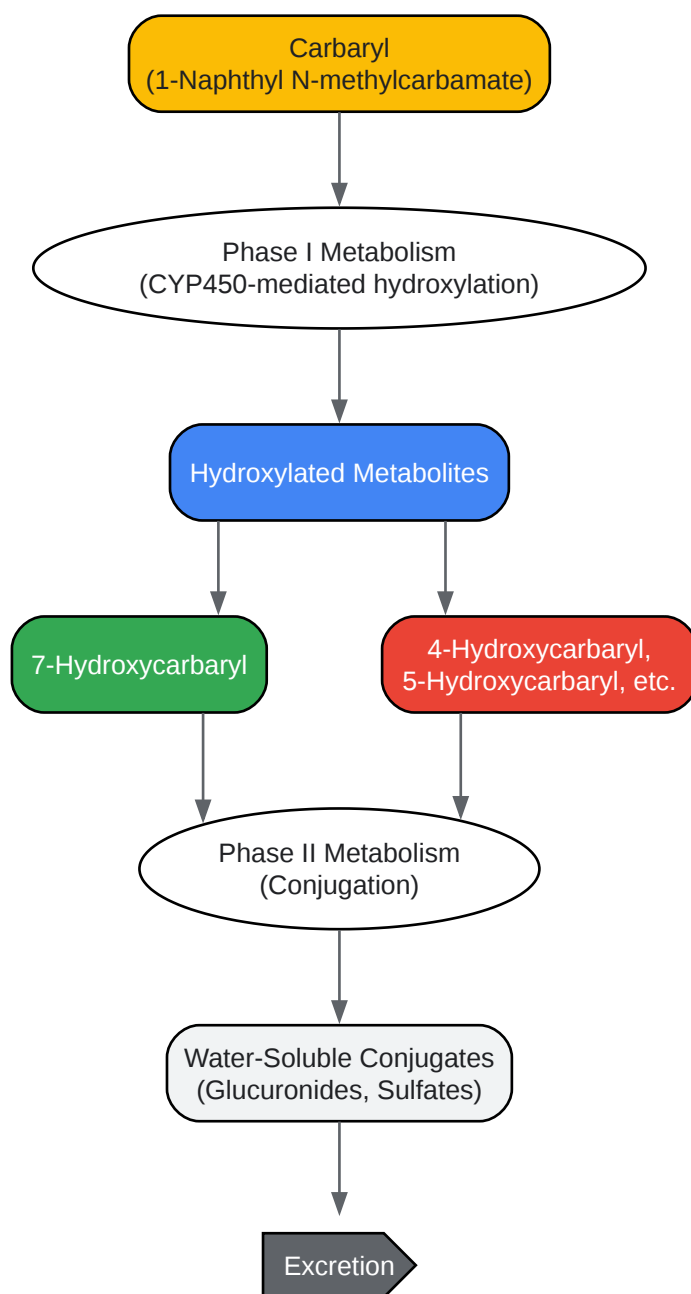 Carbaryl
(1-Naphthyl N-methylcarbamate)
Phase I Metabolism
(CYP450-mediated hydroxylation)
Hydroxylated Metabolites
7-Hydroxycarbaryl
4-Hydroxycarbaryl,
5-Hydroxycarbaryl, etc.
Phase II Metabolism
(Conjugation)
Water-Soluble Conjugates
(Glucuronides, Sulfates)
Excretion